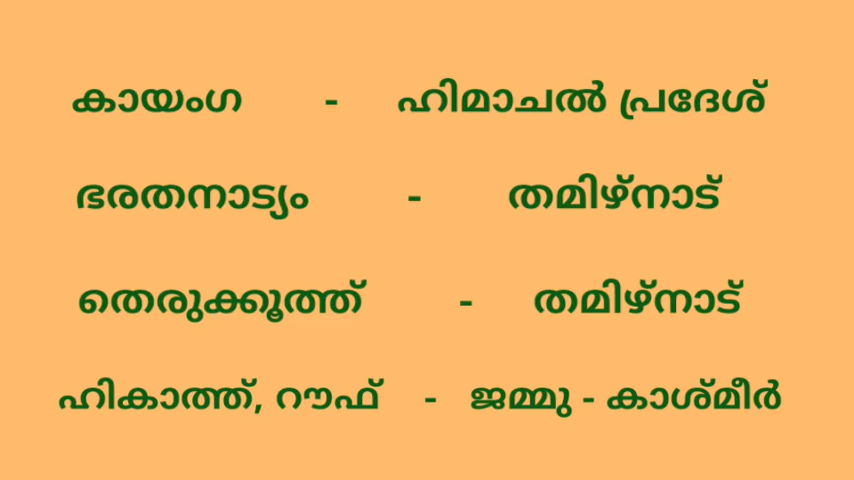 കായംഗ - ഹിമാചൽ പ്രദേശ്
ഭരതനാട്യം - തമിഴ്നാട്
തെരുക്കൂത്ത് - തമിഴ്നാട്
ഹികാത്ത്, റൗഫ് - ജമ്മു - കാശ്മീർ